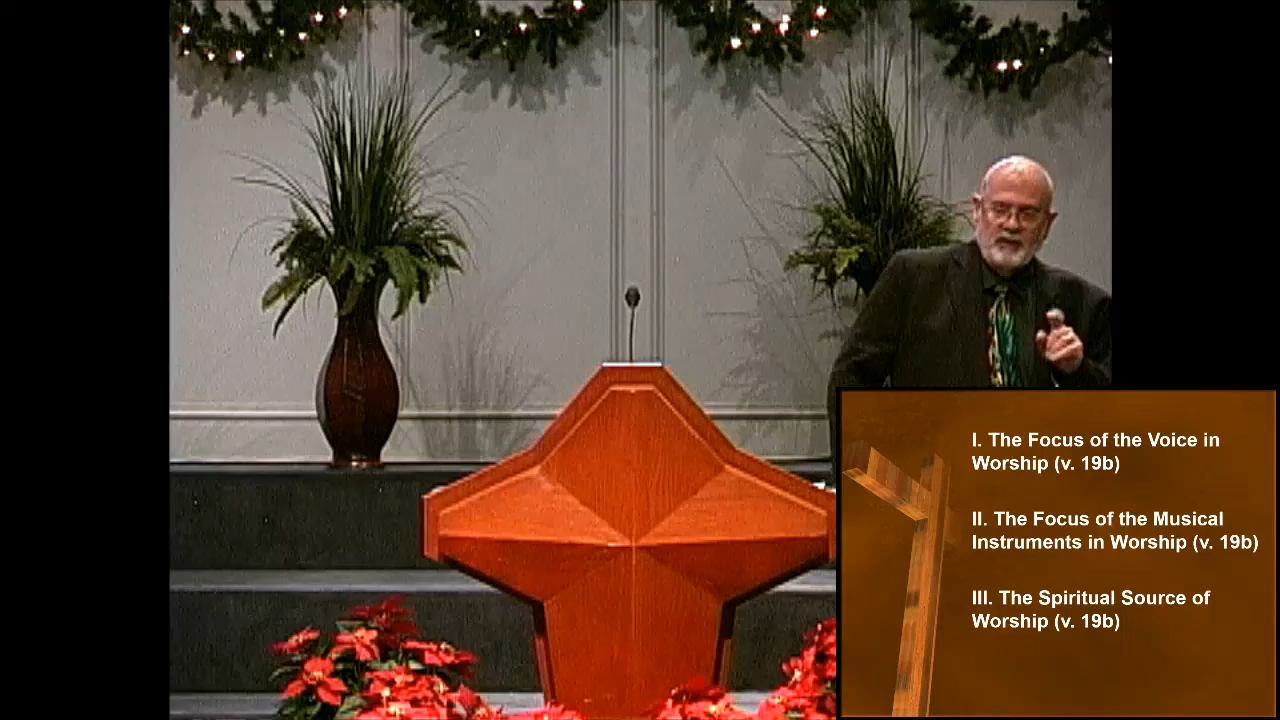 I. The Focus of the Voice in
Worship (v. 19b)
II. The Focus of the Musical
Instruments in Worship (v. 19b)
III. The Spiritual Source of
Worship (v. 19b)